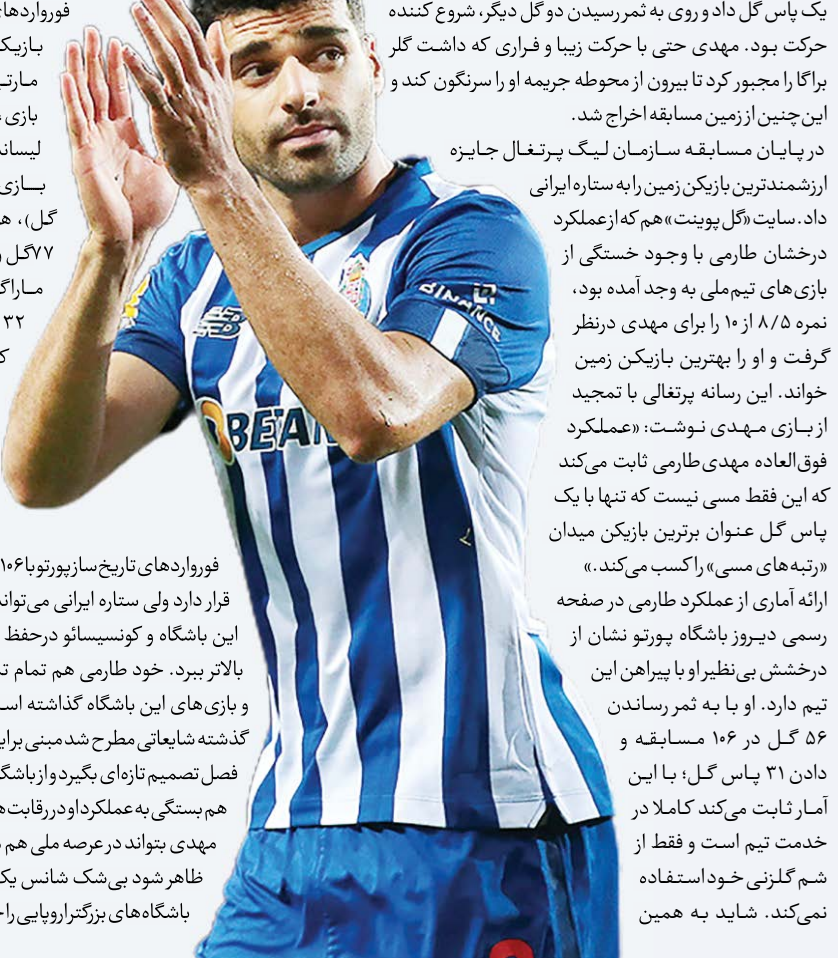 یک پاس گل داد و روی به ثمر رسیدن دو گل دیگر، شروع کننده
حرکت بود. مهدی حتی با حرکت زیبا و فراری که داشت گلر
براگا را مجبور کرد تا بیرون از محوطه جریمه او را سرنگون کند و
این چنین از زمین مسابقه اخراج شد.
در پایان مسابقه سازمان لیگ پرتغال جایزه
ارزشمندترین بازیکن زمین را به ستاره ایرانی
داد. سایت «گل پوینت» هم که از عملکرد
درخشان طارمی با وجود خستگی از
بازی‌های تیم ملی به وجد آمده بود،
نمره ۸/۵ از ۱۰ را برای مهدی درنظر
گرفت و او را بهترین بازیکن زمین
خواند. این رسانه پرتغالی با تمجید
از بازی مهدی نوشت: «عملکرد
فوق‌العاده مهدی طارمی ثابت می‌کند
که این فقط مسی نیست که تنها با یک
پاس گل عنوان برترین بازیکن میدان
«رتبه‌های مسی» را کسب می‌کند.»
ارائه آماری از عملکرد طارمی در صفحه
رسمی دیروز باشگاه پورتو نشان از
درخشش بی‌نظیر او با پیراهن این
تیم دارد. او با به ثمر رساندن
۵۶ گل در ۱۰۶ مسابقه و
دادن ۳۱ پاس گل؛ با این
آمار ثابت می‌کند کاملا در
خدمت تیم است و فقط از
شم گلزنی خود استفاده
نمی‌کند. شاید به همین
فورواردهای
بازیک
مارتی
بازی
لیساند
بازی
گل)، ه
۷۷گل
ماراگ
۳۲
ک
فورواردهای تاریخ ساز پورتو با ۱۰۶
قرار دارد ولی ستاره ایرانی می‌تواند
این باشگاه و کونسیسائو درحفظ
بالاتر ببرد. خود طارمی هم تمام ت
و بازی‌های این باشگاه گذاشته اس
گذشته شایعاتی مطرح شد مبنی برای
فصل تصمیم تازه‌ای بگیرد و از باشگ
هم بستگی به عملکرد او در رقابت ه
مهدی بتواند در عرصه ملی هم
ظاهر شود بی‌شک شانس یک
باشگاه‌های بزرگتر اروپایی را
BINANCE
BETAN